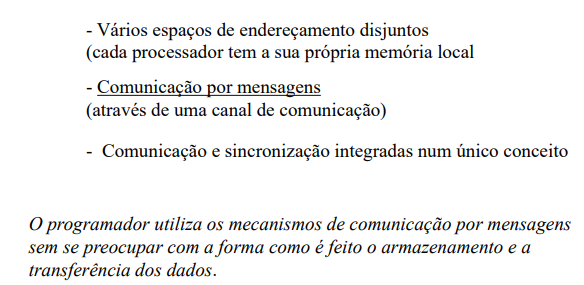 - Vários espaços de endereçamento disjuntos
(cada processador tem a sua própria memória local
- Comunicação por mensagens
(através de uma canal de comunicação)
- Comunicação e sincronização integradas num único conceito
O programador utiliza os mecanismos de comunicação por mensagens
sem se preocupar com a forma como é feito o armazenamento e a
transferência dos dados.